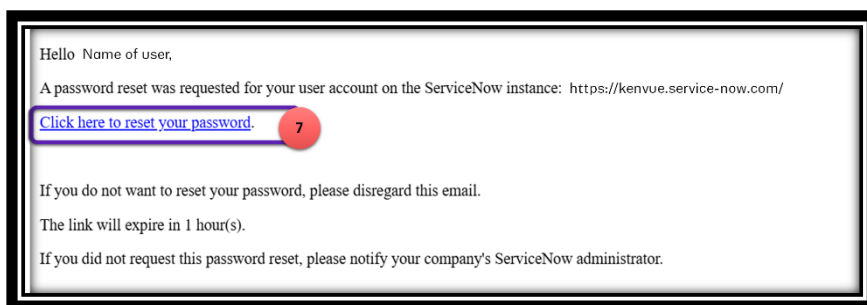 Hello Name of user,
A password reset was requested for your user account on the ServiceNow instance: https://kenvue.service-now.com/
Click here to reset your password.
7
If you do not want to reset your password, please disregard this email.
The link will expire in 1 hour(s).
If you did not request this password reset, please notify your company's ServiceNow administrator.